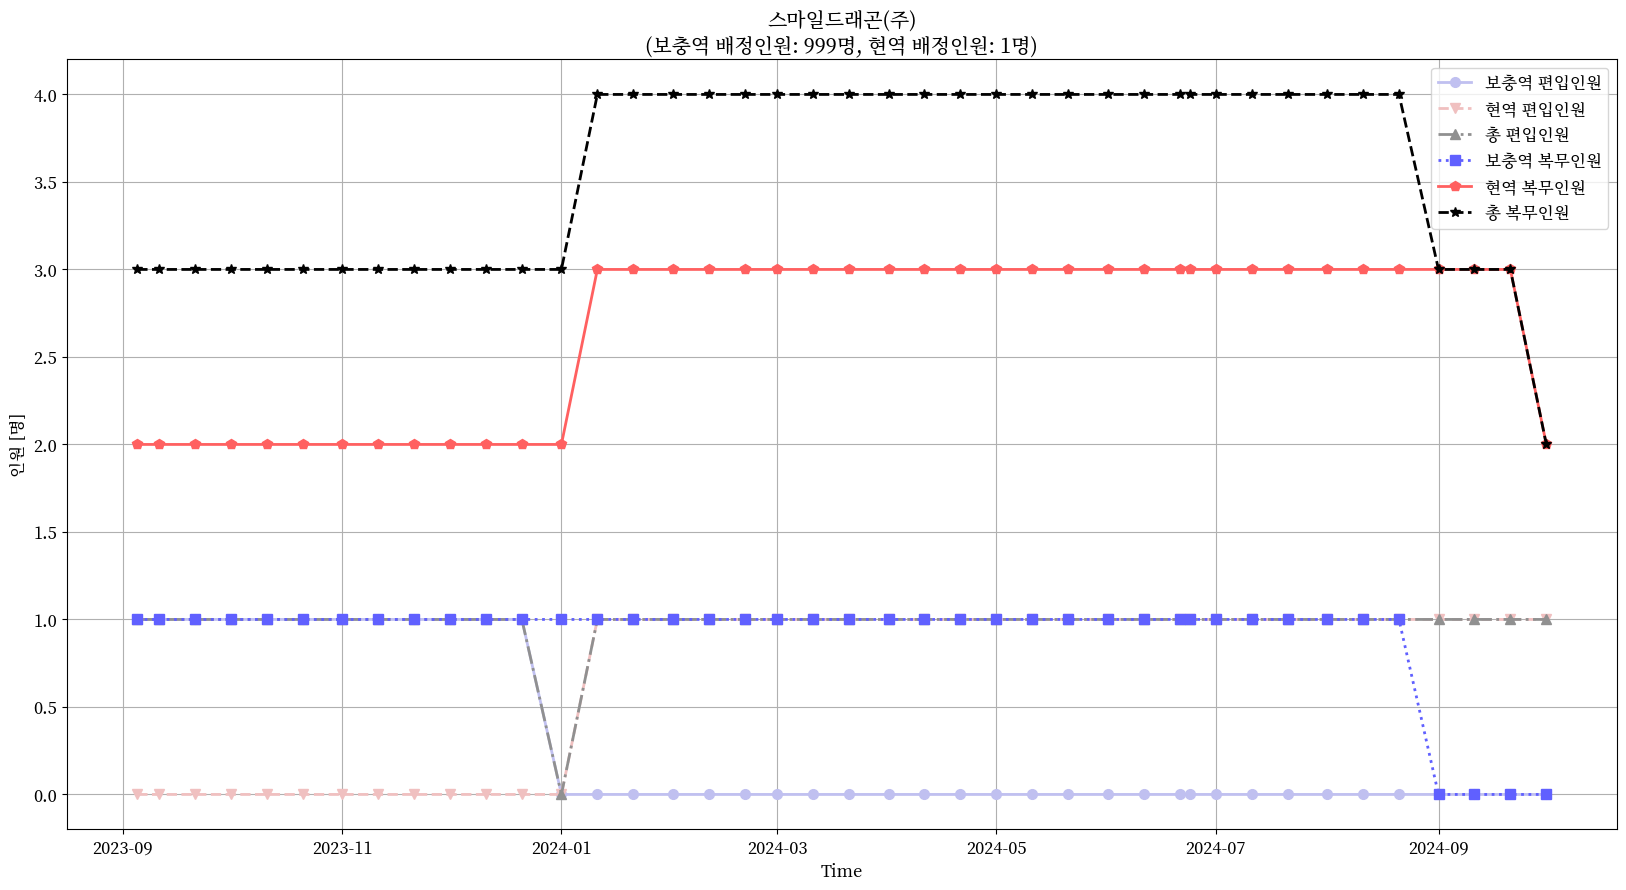 스마일드래곤(주)
(보충역 배정인원: 999명, 현역 배정인원: 1명)
보충역 편입인원
현역 편입인원
총 편입인원
보충역 복무인원
현역 복무인원
총 복무인원
인원 [명]
4.0
3.5
3.0
2.5
2.0
1.5
1.0
0.5
0.0
2023-09 2023-11 2024-01 2024-03 2024-05 2024-07 2024-09
Time